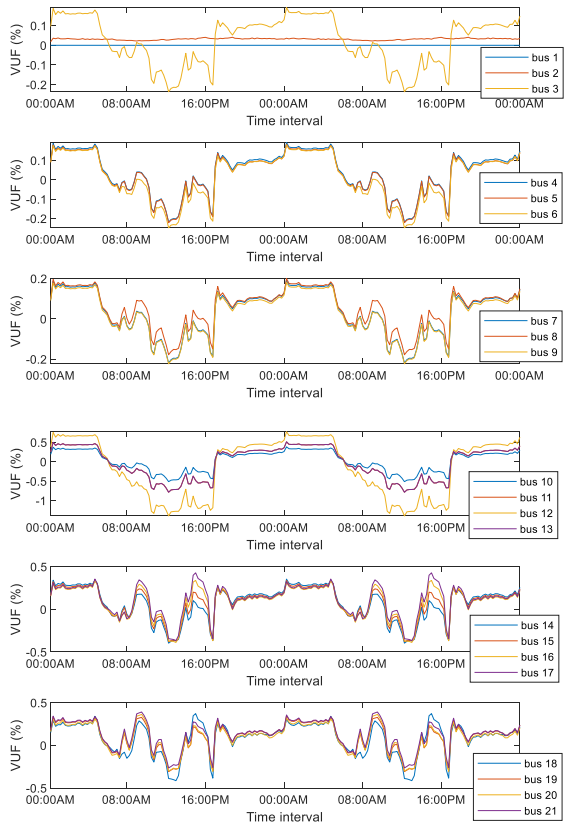 VUF (%)
0.1
0
-0.1
-0.2
00:00AM 08:00AM 16:00PM 00:00AM 08:00AM 16:00PM 00:00AM
Time interval
bus 1
bus 2
bus 3
VUF (%)
0.1
0
-0.1
-0.2
00:00AM 08:00AM 16:00PM 00:00AM 08:00AM 16:00PM 00:00AM
Time interval
bus 4
bus 5
bus 6
VUF (%)
0.2
0
-0.2
00:00AM 08:00AM 16:00PM 00:00AM 08:00AM 16:00PM 00:00AM
Time interval
bus 7
bus 8
bus 9
VUF (%)
0.5
0
-0.5
-1
00:00AM 08:00AM 16:00PM 00:00AM 08:00AM 16:00PM 00:00AM
Time interval
bus 10
bus 11
bus 12
bus 13
VUF (%)
0.5
0
-0.5
00:00AM 08:00AM 16:00PM 00:00AM 08:00AM 16:00PM 00:00AM
Time interval
bus 14
bus 15
bus 16
bus 17
VUF (%)
0.5
0
-0.5
00:00AM 08:00AM 16:00PM 00:00AM 08:00AM 16:00PM 00:00AM
Time interval
bus 18
bus 19
bus 20
bus 21